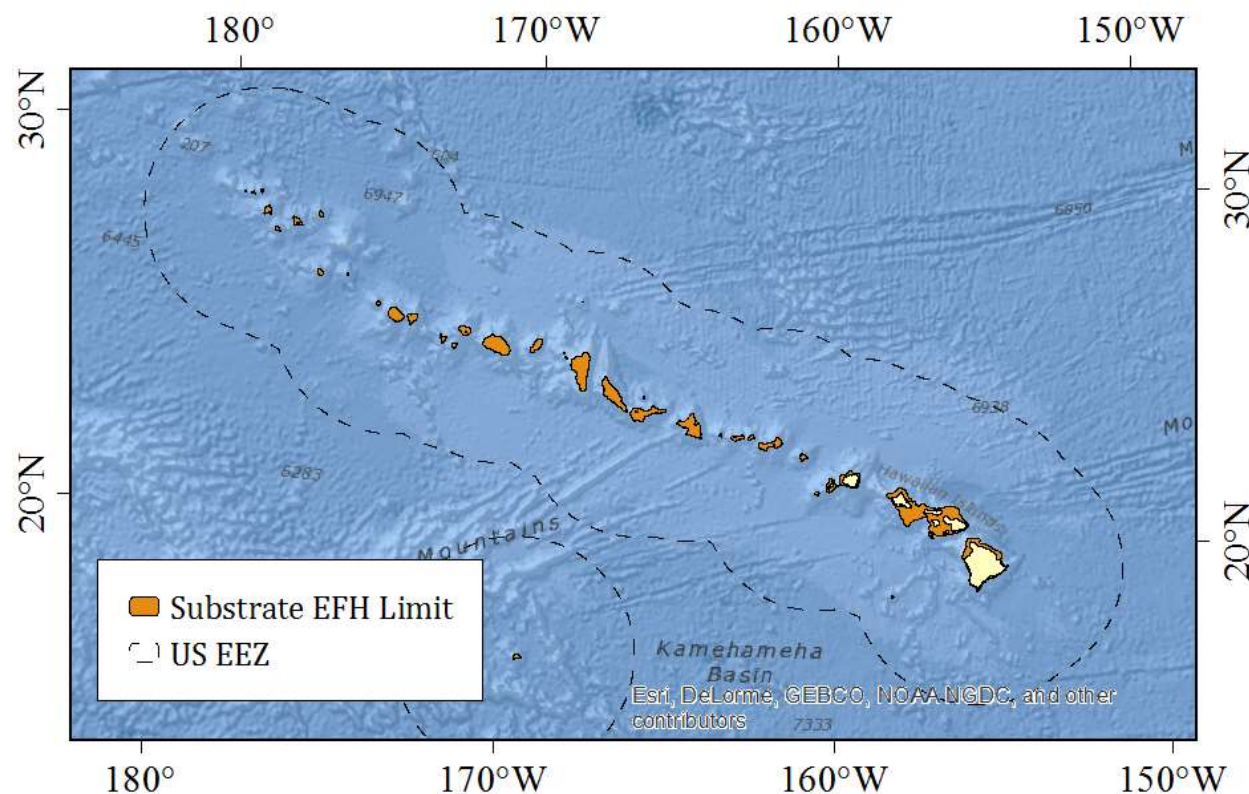 180° 170°W 160°W 150°W
30°N
30°N
207
504
6947
6850
6445
6938
Hawaiian Islands
6283
20°N
20°N
Mountains
Substrate EFH Limit
US EEZ
Kamehameha
Basin
Esri, DeLorme, GEBCO, NOAA NGDC, and other
contributors
7333
180° 170°W 160°W 150°W